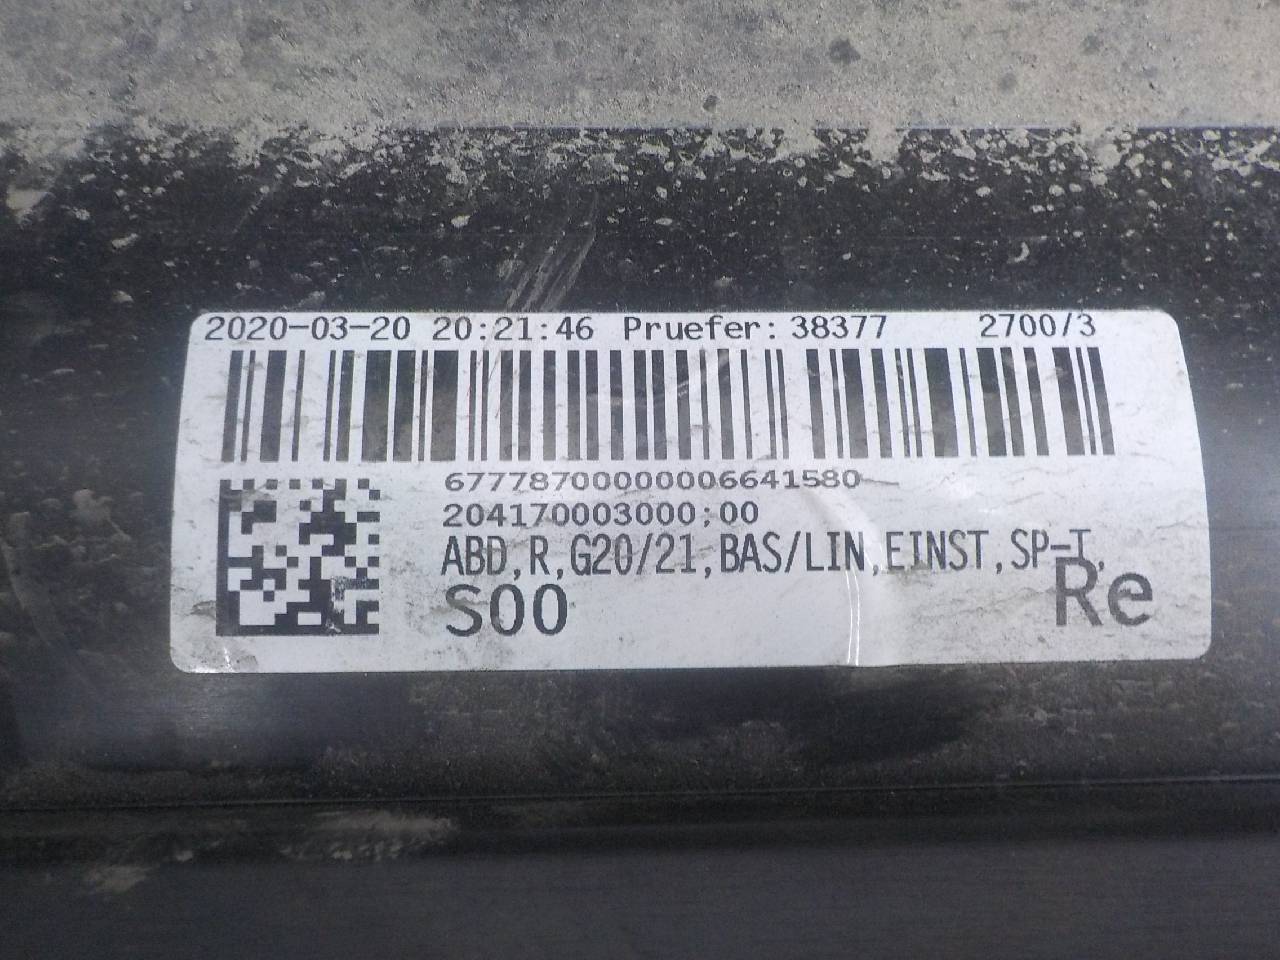 2020-03-20 20:21:46 Pruefer: 38377 2700/3
67778700000006641580
204170003000;00
ABD,R,G20/21,BAS/LIN,EINST,SP-T,
S00 Re